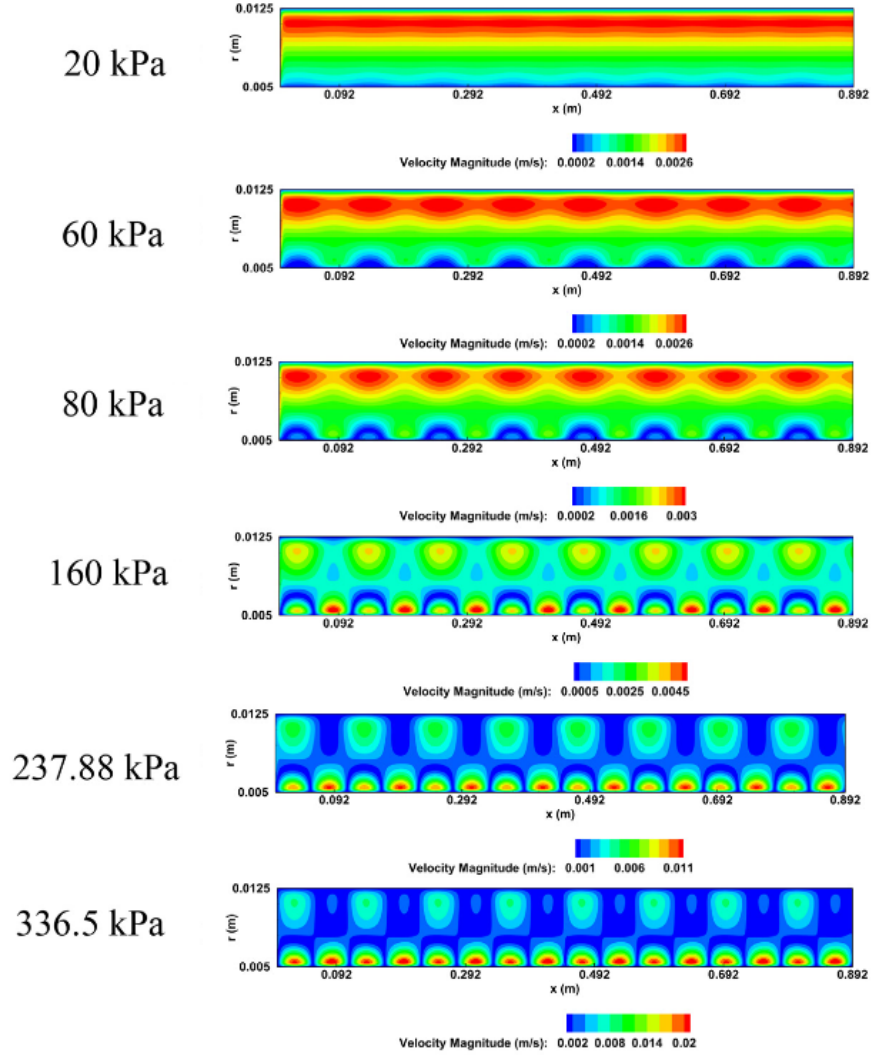 20 kPa
0.0125
r (m)
0.005
0.092 0.292 0.492 0.692 0.892
x (m)
Velocity Magnitude (m/s): 0.0002 0.0014 0.0026
60 kPa
0.0125
r (m)
0.005
0.092 0.292 0.492 0.692 0.892
x (m)
Velocity Magnitude (m/s): 0.0002 0.0014 0.0026
80 kPa
0.0125
r (m)
0.005
0.092 0.292 0.492 0.692 0.892
x (m)
Velocity Magnitude (m/s): 0.0002 0.0016 0.003
160 kPa
0.0125
r (m)
0.005
0.092 0.292 0.492 0.692 0.892
x (m)
Velocity Magnitude (m/s): 0.0005 0.0025 0.0045
237.88 kPa
0.0125
r (m)
0.005
0.092 0.292 0.492 0.692 0.892
x (m)
Velocity Magnitude (m/s): 0.001 0.006 0.011
336.5 kPa
0.0125
r (m)
0.005
0.092 0.292 0.492 0.692 0.892
x (m)
Velocity Magnitude (m/s): 0.002 0.008 0.014 0.02